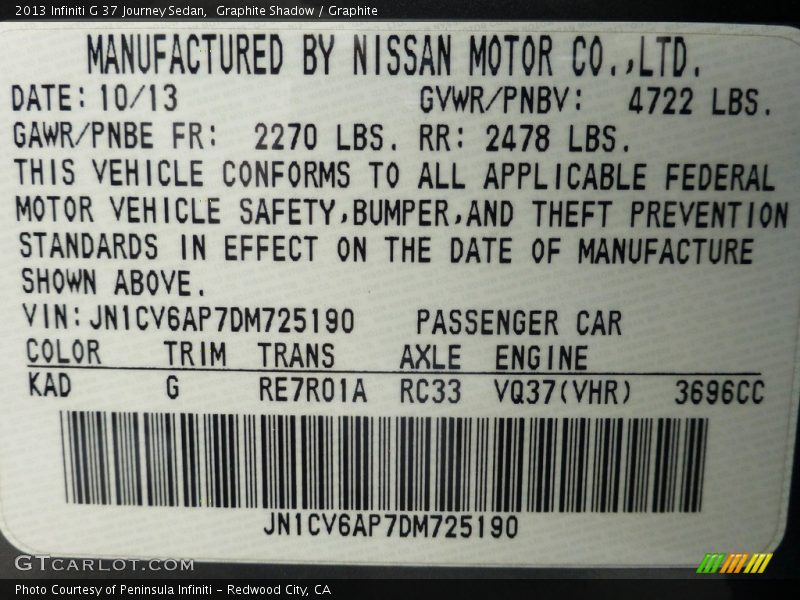 2013 Infiniti G 37 Journey Sedan, Graphite Shadow / Graphite
MANUFACTURED BY NISSAN MOTOR CO.,LTD.
DATE: 10/13 GVWR/PNBV: 4722 LBS.
GAWR/PNBE FR: 2270 LBS. RR: 2478 LBS.
THIS VEHICLE CONFORMS TO ALL APPLICABLE FEDERAL
MOTOR VEHICLE SAFETY,BUMPER,AND THEFT PREVENTION
STANDARDS IN EFFECT ON THE DATE OF MANUFACTURE
SHOWN ABOVE.
VIN: JN1CV6AP7DM725190 PASSENGER CAR
COLOR TRIM TRANS AXLE ENGINE
KAD G RE7R01A RC33 VQ37(VHR) 3696CC
JN1CV6AP7DM725190
GTCARLOT.COM
Photo Courtesy of Peninsula Infiniti - Redwood City, CA